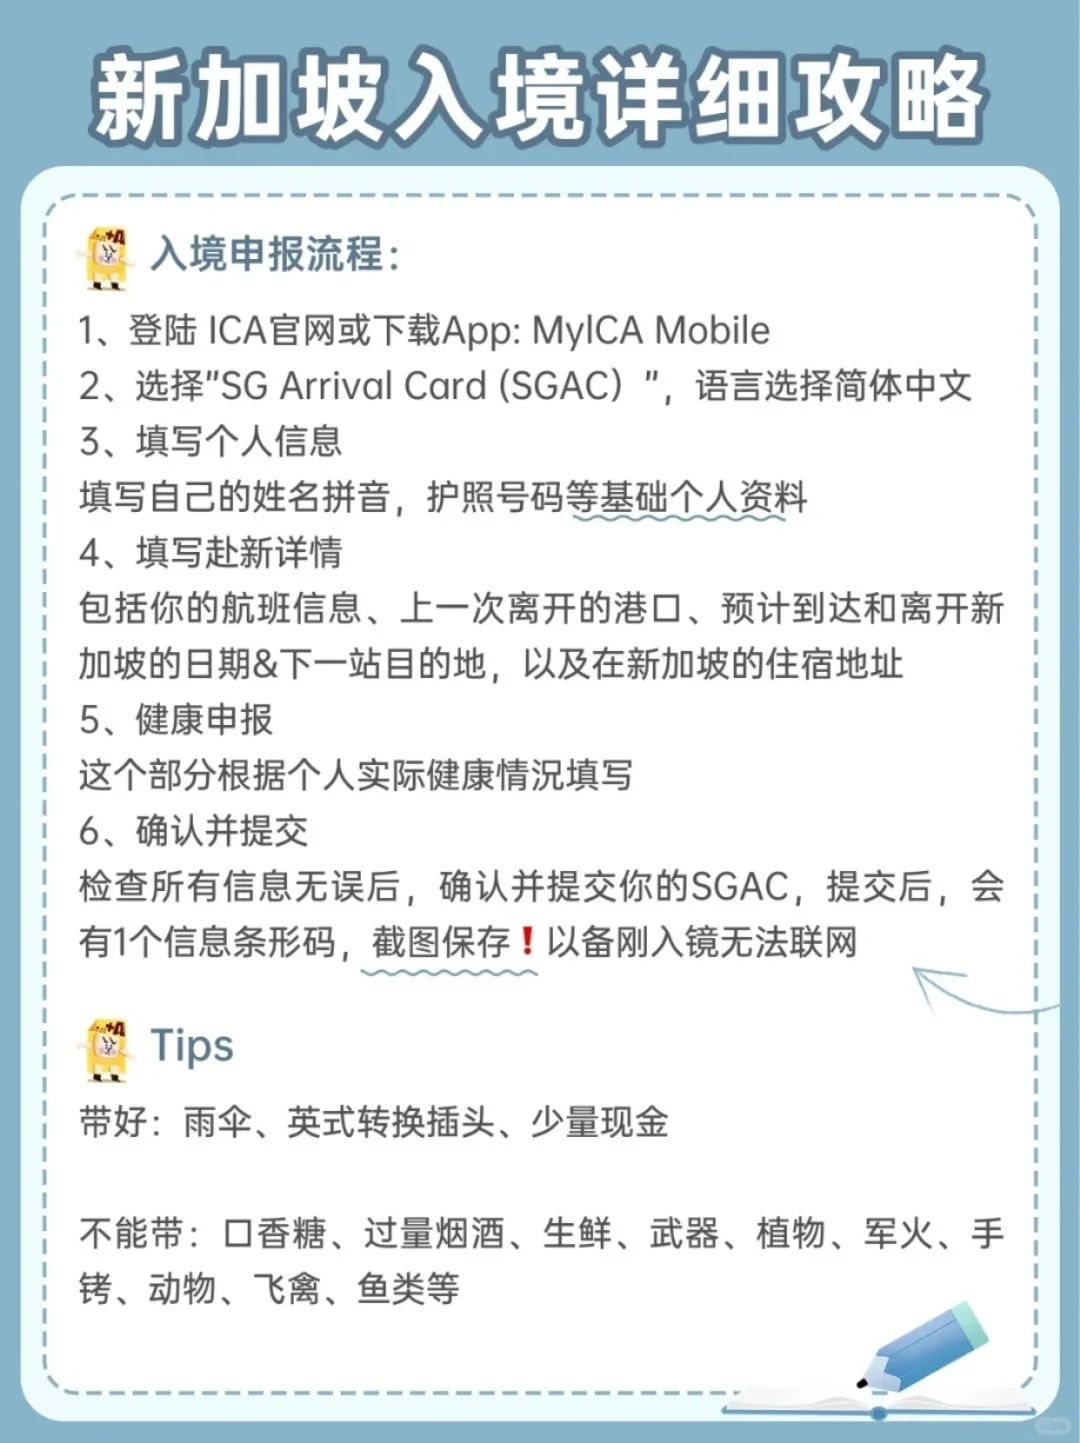 新加坡入境详细攻略
入境申报流程：
1、登陆 ICA官网或下载App: MylCA Mobile
2、选择"SG Arrival Card (SGAC）"，语言选择简体中文
3、填写个人信息
填写自己的姓名拼音，护照号码等基础个人资料
4、填写赴新详情
包括你的航班信息、上一次离开的港口、预计到达和离开新
加坡的日期&下一站目的地，以及在新加坡的住宿地址
5、健康申报
这个部分根据个人实际健康情况填写
6、确认并提交
检查所有信息无误后，确认并提交你的SGAC，提交后，会
有1个信息条形码，截图保存❗以备刚入镜无法联网
Tips
带好：雨伞、英式转换插头、少量现金
不能带：口香糖、过量烟酒、生鲜、武器、植物、军火、手
铐、动物、飞禽、鱼类等